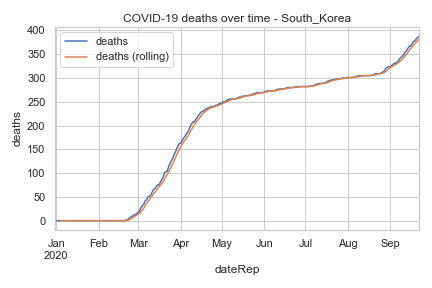 COVID-19 deaths over time - South_Korea
deaths
deaths (rolling)
400
350
300
250
200
150
100
50
0
deaths
Jan Feb Mar Apr May Jun Jul Aug Sep
2020
dateRep